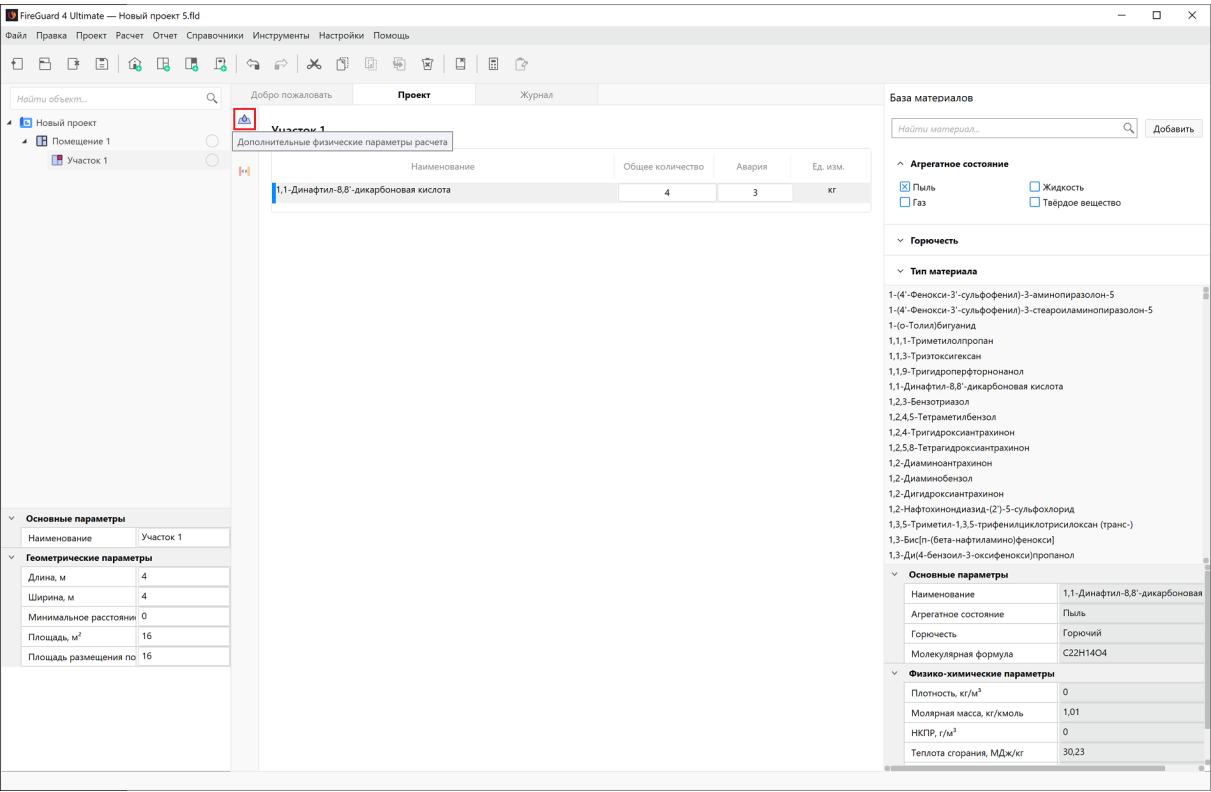 FireGuard 4 Ultimate — Новый проект 5.fld
Файл Правка Проект Расчет Отчет Справочники Инструменты Настройки Помощь
Найти объект...
Новый проект
Помещение 1
Участок 1
Основные параметры
Наименование Участок 1
Геометрические параметры
Длина, м 4
Ширина, м 4
Минимальное расстояни 0
Площадь, м² 16
Площадь размещения по 16
Добро пожаловать Проект Журнал
Участок 1
Дополнительные физические параметры расчета
Наименование Общее количество Авария Ед. изм.
1,1-Динафтил-8,8'-дикарбоновая кислота 4 3 кг
База материалов
Найти материал... Добавить
Агрегатное состояние
Пыль Жидкость
Газ Твёрдое вещество
Горючесть
Тип материала
1-(4'-Фенокси-3'-сульфофенил)-3-аминопиразолон-5
1-(4'-Фенокси-3'-сульфофенил)-3-стеароиламинопиразолон-5
1-(о-Толил)бигуанид
1,1,1-Триметилолпропан
1,1,3-Триэтоксигексан
1,1,9-Тригидроперфторнонанол
1,1-Динафтил-8,8'-дикарбоновая кислота
1,2,3-Бензотриазол
1,2,4,5-Тетраметилбензол
1,2,4-Тригидроксиантрахинон
1,2,5,8-Тетрагидроксиантрахинон
1,2-Диаминоантрахинон
1,2-Диаминобензол
1,2-Дигидроксиантрахинон
1,2-Нафтохинондиазид-(2')-5-сульфохлорид
1,3,5-Триметил-1,3,5-трифенилциклотрисилоксан (транс-)
1,3-Бис[п-(бета-нафтиламино)фенокси]
1,3-Ди(4-бензоил-3-оксифенокси)пропанол
Основные параметры
Наименование 1,1-Динафтил-8,8'-дикарбоновая
Агрегатное состояние Пыль
Горючесть Горючий
Молекулярная формула C22H14O4
Физико-химические параметры
Плотность, кг/м³ 0
Молярная масса, кг/кмоль 1,01
НКПР, г/м³ 0
Теплота сгорания, МДж/кг 30,23